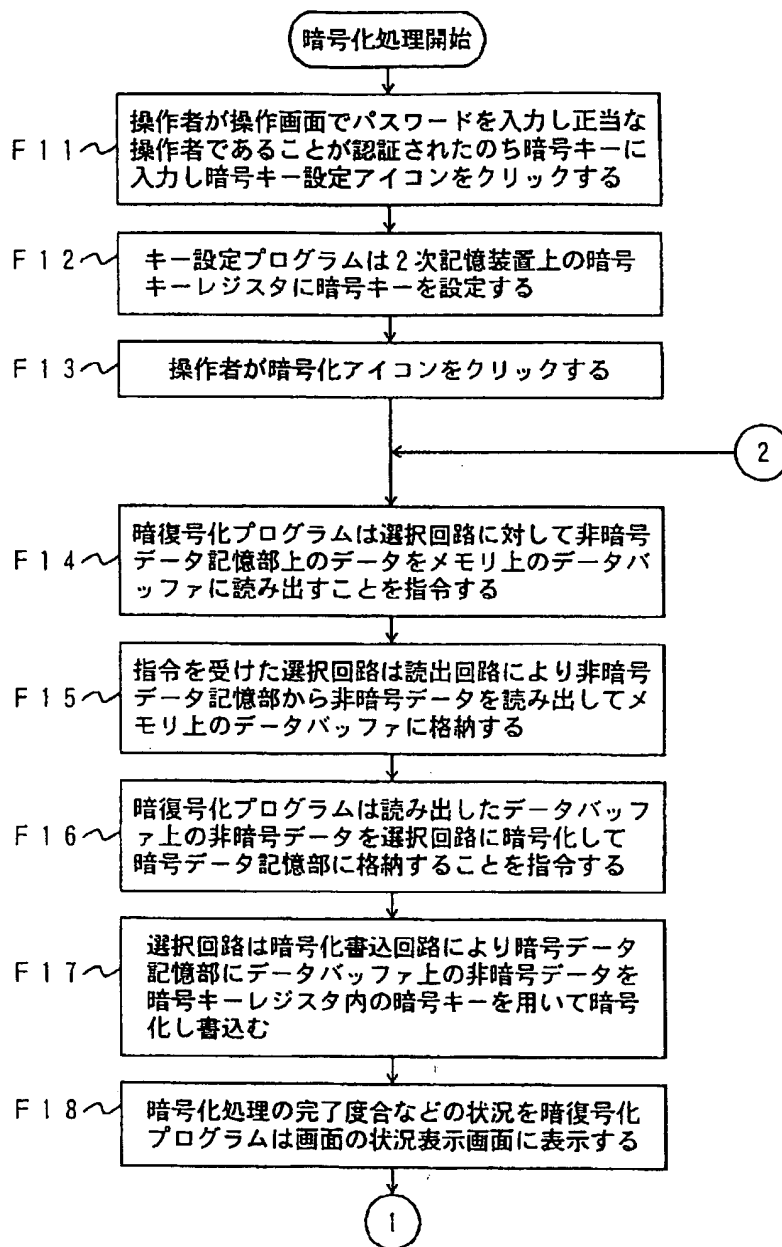 暗号化処理開始
F11
操作者が操作画面でパスワードを入力し正当な
操作者であることが認証されたのち暗号キーに
入力し暗号キー設定アイコンをクリックする
F12
キー設定プログラムは2次記憶装置上の暗号
キーレジスタに暗号キーを設定する
F13
操作者が暗号化アイコンをクリックする
2
F14
暗復号化プログラムは選択回路に対して非暗号
データ記憶部上のデータをメモリ上のデータバ
ッファに読み出すことを指令する
F15
指令を受けた選択回路は読出回路により非暗号
データ記憶部から非暗号データを読み出してメ
モリ上のデータバッファに格納する
F16
暗復号化プログラムは読み出したデータバッフ
ァ上の非暗号データを選択回路に暗号化して
暗号データ記憶部に格納することを指令する
F17
選択回路は暗号化書込回路により暗号データ
記憶部にデータバッファ上の非暗号データを
暗号キーレジスタ内の暗号キーを用いて暗号
化し書込む
F18
暗号化処理の完了度合などの状況を暗復号化
プログラムは画面の状況表示画面に表示する
1